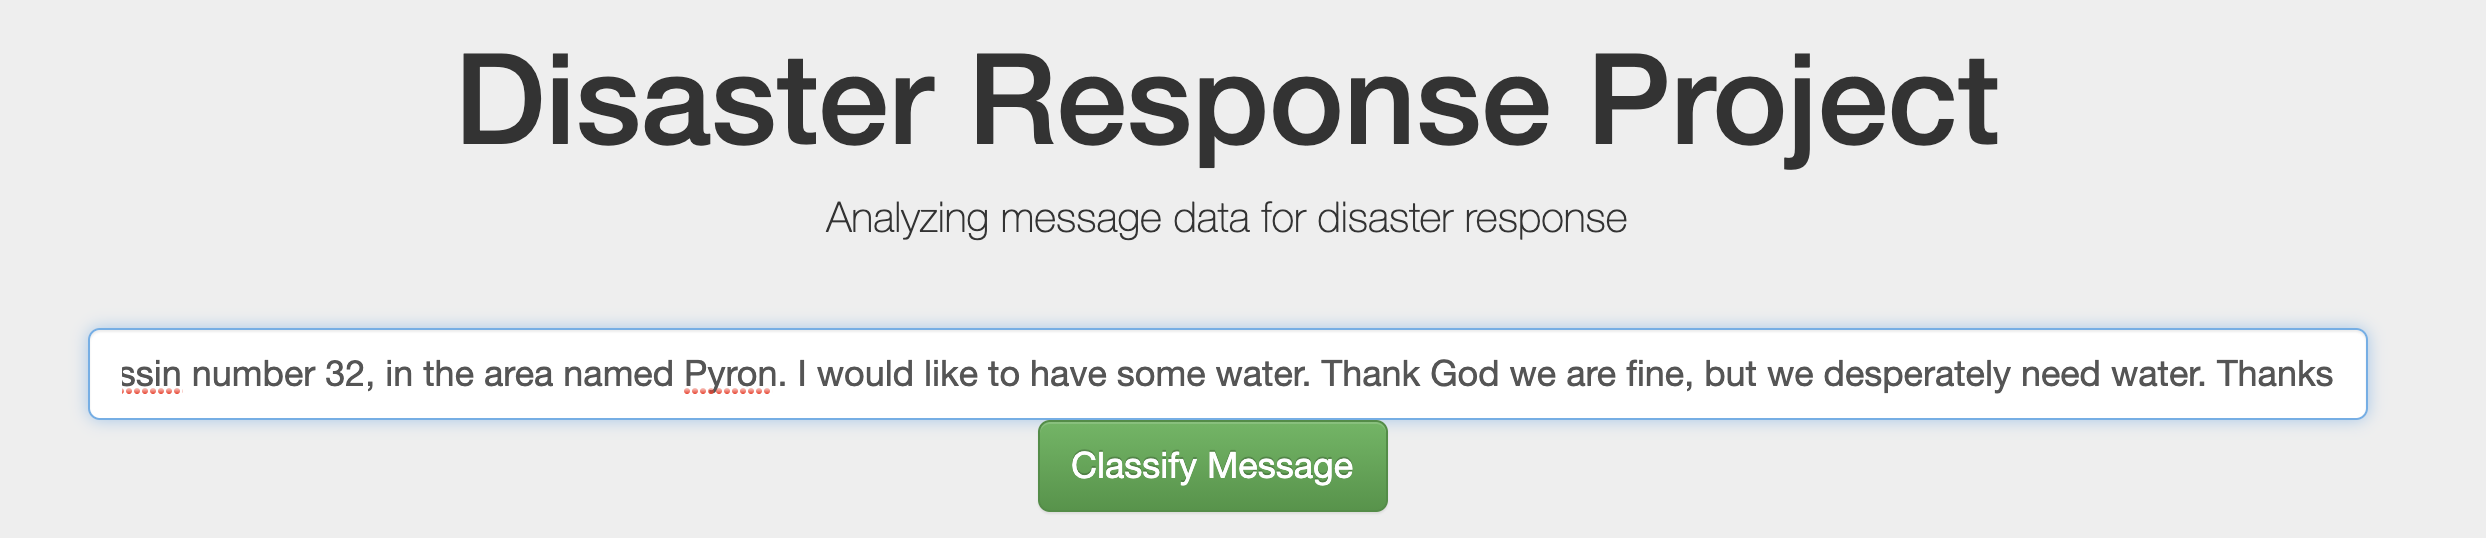 Disaster Response Project
Analyzing message data for disaster response
ssin number 32, in the area named Pyron. I would like to have some water. Thank God we are fine, but we desperately need water. Thanks
Classify Message